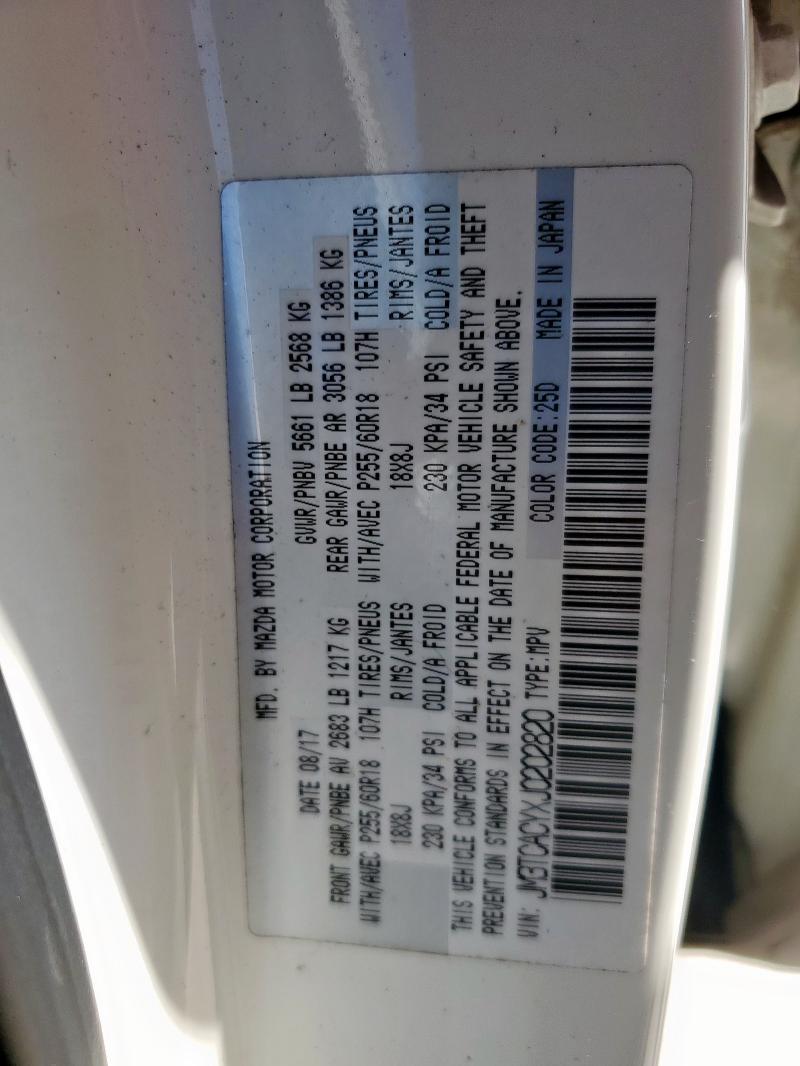 MFD. BY MAZDA MOTOR CORPORATION
DATE 08/17 GVWR/PNBV 5661 LB 2568 KG
FRONT GAWR/PNBE AV 2683 LB 1217 KG REAR GAWR/PNBE AR 3056 LB 1386 KG
WITH/AVEC P255/60R18 107H TIRES/PNEUS WITH/AVEC P255/60R18 107H TIRES/PNEUS
18X8J RIMS/JANTES 18X8J RIMS/JANTES
230 KPA/34 PSI COLD/A FROID 230 KPA/34 PSI COLD/A FROID
THIS VEHICLE CONFORMS TO ALL APPLICABLE FEDERAL MOTOR VEHICLE SAFETY AND THEFT
PREVENTION STANDARDS IN EFFECT ON THE DATE OF MANUFACTURE SHOWN ABOVE.
VIN: JM3TCACYXJ0202820 TYPE:MPV COLOR CODE:25D MADE IN JAPAN